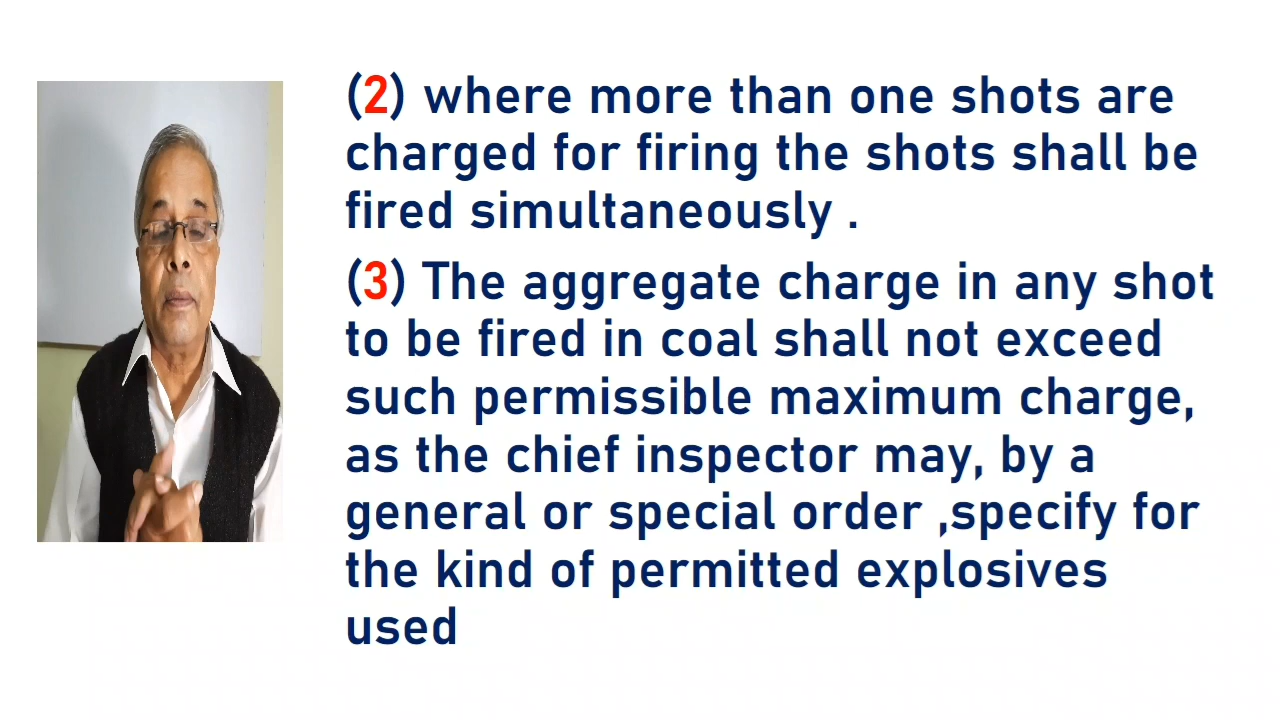 (2) where more than one shots are
charged for firing the shots shall be
fired simultaneously .
(3) The aggregate charge in any shot
to be fired in coal shall not exceed
such permissible maximum charge,
as the chief inspector may, by a
general or special order ,specify for
the kind of permitted explosives
used